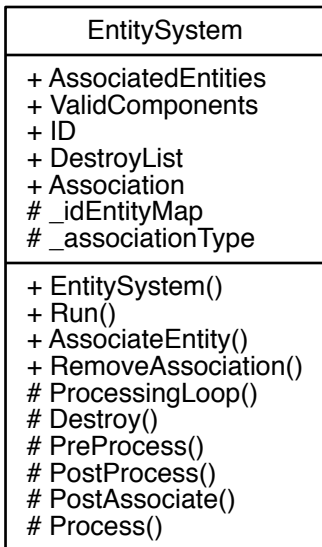 EntitySystem
+ AssociatedEntities
+ ValidComponents
+ ID
+ DestroyList
+ Association
# _idEntityMap
# _associationType
+ EntitySystem()
+ Run()
+ AssociateEntity()
+ RemoveAssociation()
# ProcessingLoop()
# Destroy()
# PreProcess()
# PostProcess()
# PostAssociate()
# Process()